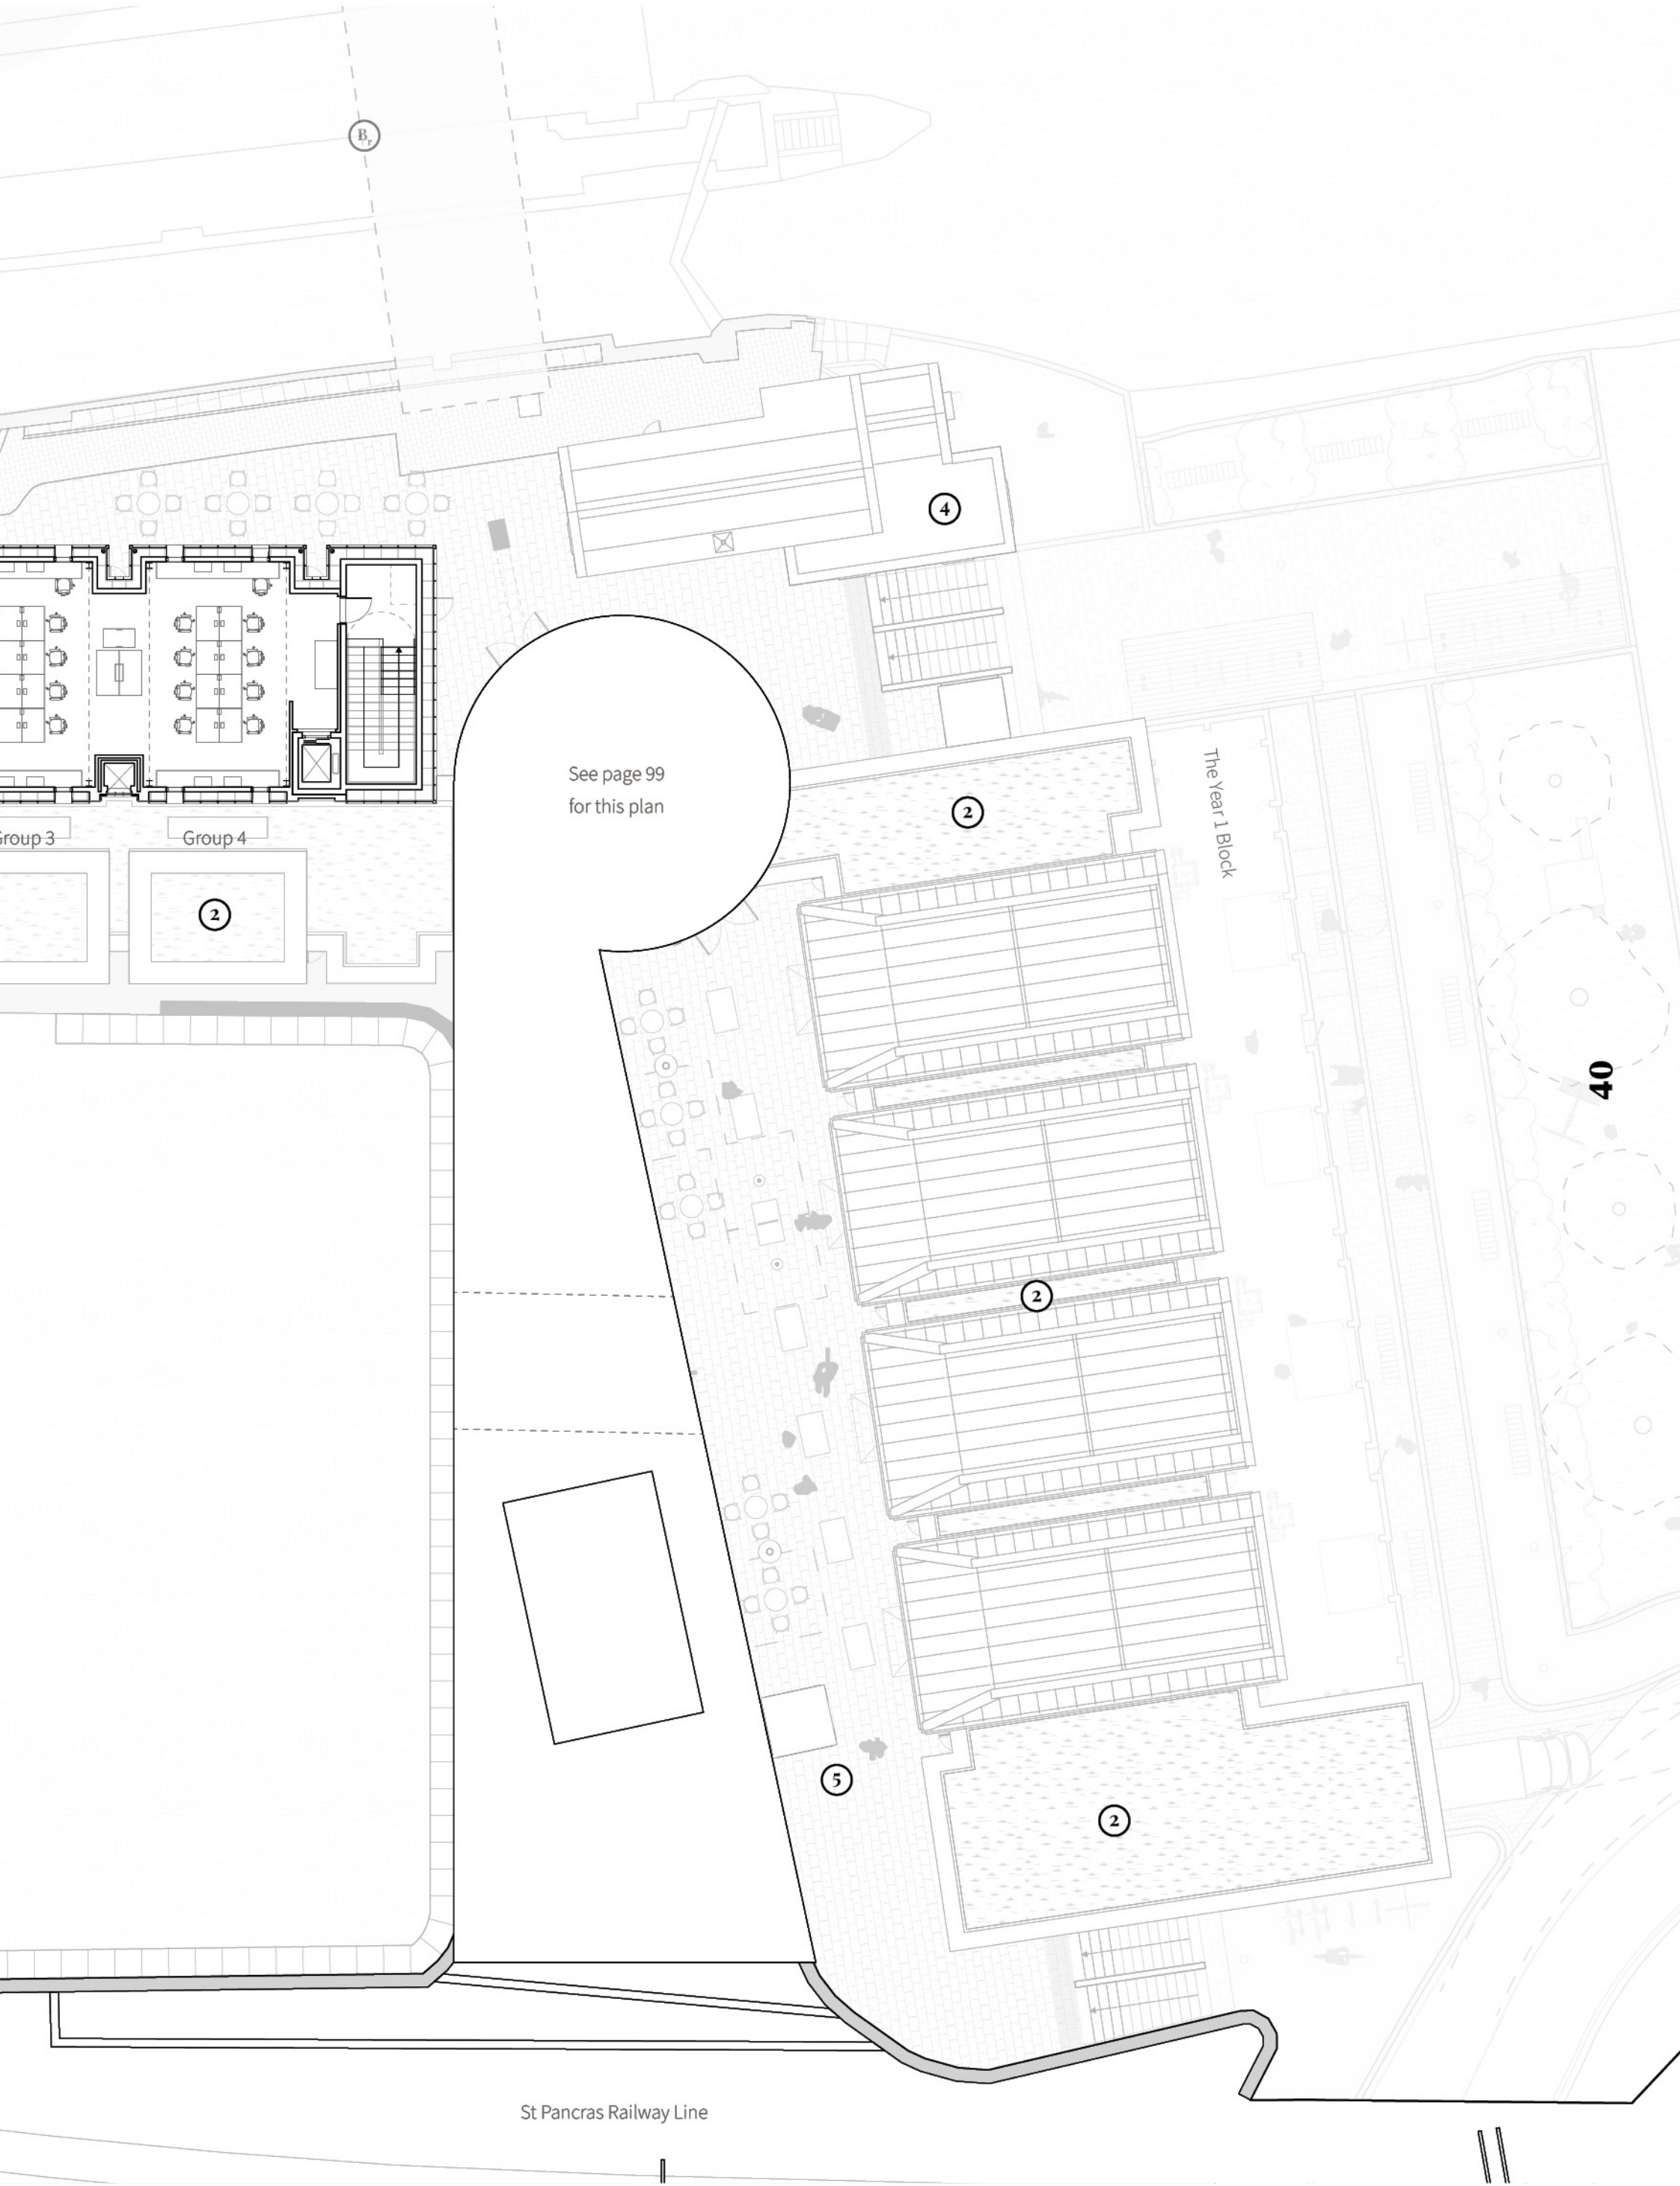 Br
4
See page 99
for this plan
The Year 1 Block
2
Group 3
Group 4
2
40
2
5
2
St Pancras Railway Line